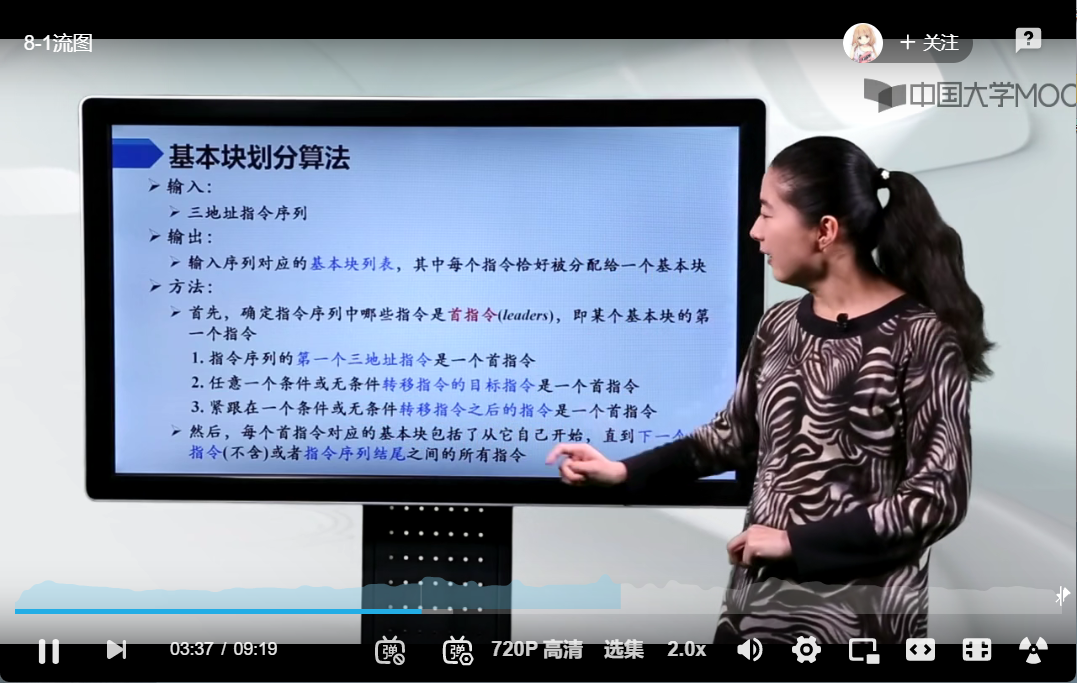 8-1流图
+ 关注
?
中国大学MOO
基本块划分算法
➢ 输入：
➢ 三地址指令序列
➢ 输出：
➢ 输入序列对应的基本块列表，其中每个指令恰好被分配给一个基本块
➢ 方法：
➢ 首先，确定指令序列中哪些指令是首指令(leaders)，即某个基本块的第
一个指令
1. 指令序列的第一个三地址指令是一个首指令
2. 任意一个条件或无条件转移指令的目标指令是一个首指令
3. 紧跟在一个条件或无条件转移指令之后的指令是一个首指令
➢ 然后，每个首指令对应的基本块包括了从它自己开始，直到下一个
指令(不含)或者指令序列结尾之间的所有指令
03:37 / 09:19
弹
弹
720P 高清
选集
2.0x